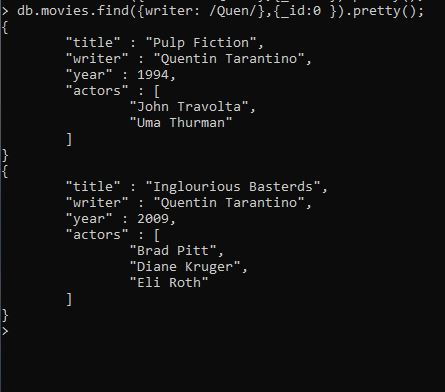 > db.movies.find({writer: /Quen/},{_id:0 }).pretty();
{
        "title" : "Pulp Fiction",
        "writer" : "Quentin Tarantino",
        "year" : 1994,
        "actors" : [
                "John Travolta",
                "Uma Thurman"
        ]
}
{
        "title" : "Inglourious Basterds",
        "writer" : "Quentin Tarantino",
        "year" : 2009,
        "actors" : [
                "Brad Pitt",
                "Diane Kruger",
                "Eli Roth"
        ]
}
>